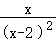 x
(x-2)²